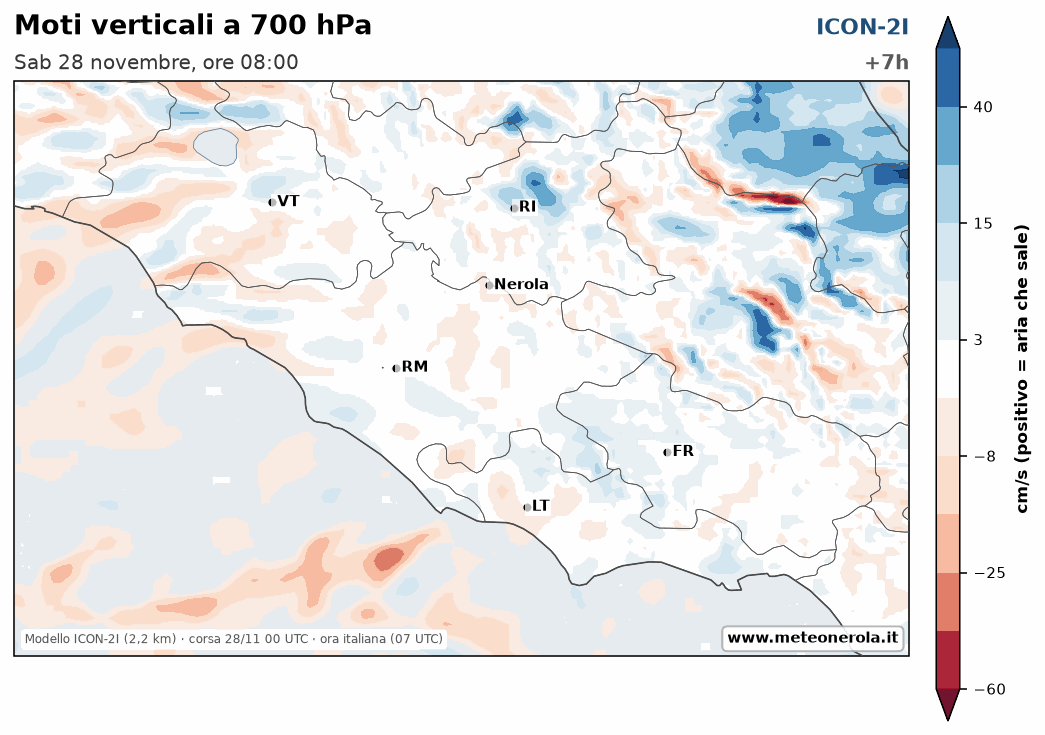 Moti verticali a 700 hPa
ICON-2I
Sab 28 novembre, ore 08:00
+7h
VT
RI
Nerola
RM
FR
LT
40
15
3
−8
−25
−60
cm/s (positivo = aria che sale)
Modello ICON-2I (2,2 km) · corsa 28/11 00 UTC · ora italiana (07 UTC)
www.meteonerola.it